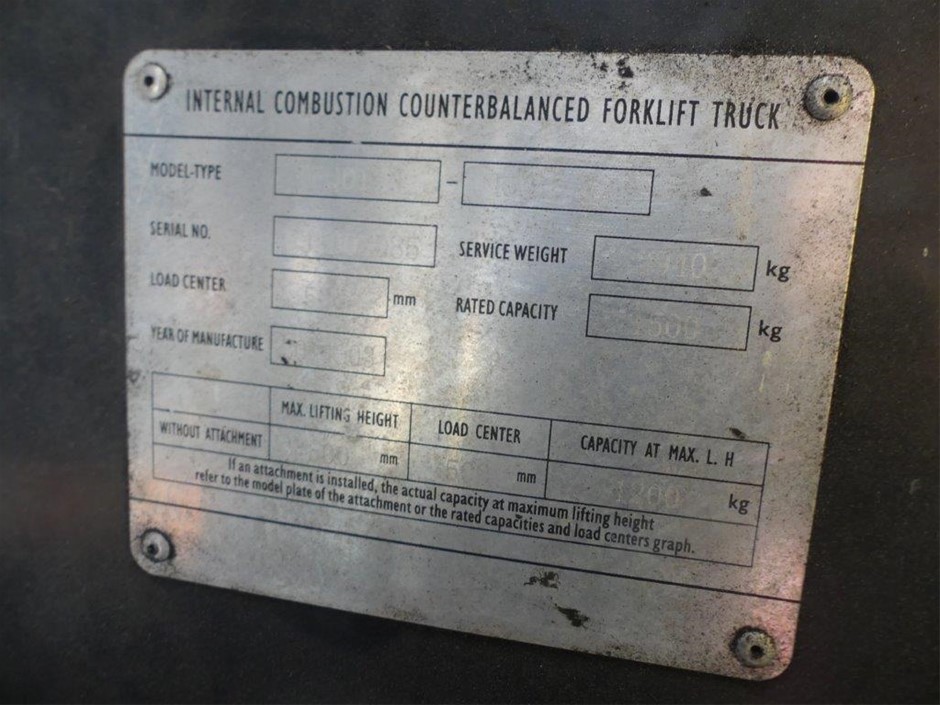 INTERNAL COMBUSTION COUNTERBALANCED FORKLIFT TRUCK
MODEL-TYPE -
SERIAL NO. SERVICE WEIGHT kg
LOAD CENTER mm RATED CAPACITY kg
YEAR OF MANUFACTURE
MAX. LIFTING HEIGHT LOAD CENTER CAPACITY AT MAX. L. H
WITHOUT ATTACHMENT mm mm kg
If an attachment is installed, the actual capacity at maximum lifting height
refer to the model plate of the attachment or the rated capacities and load centers graph.